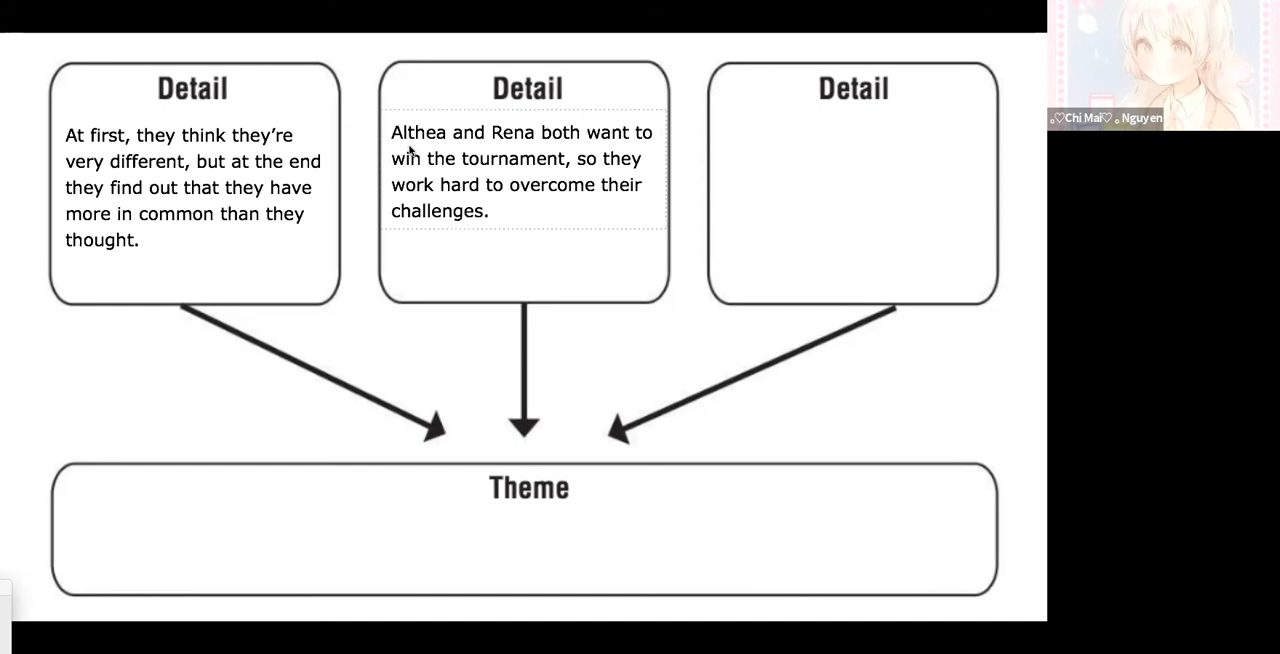 Detail
At first, they think they're
very different, but at the end
they find out that they have
more in common than they
thought.
Detail
Althea and Rena both want to
win the tournament, so they
work hard to overcome their
challenges.
Detail
Theme
｡♡Chi Mai♡ ｡ Nguyen